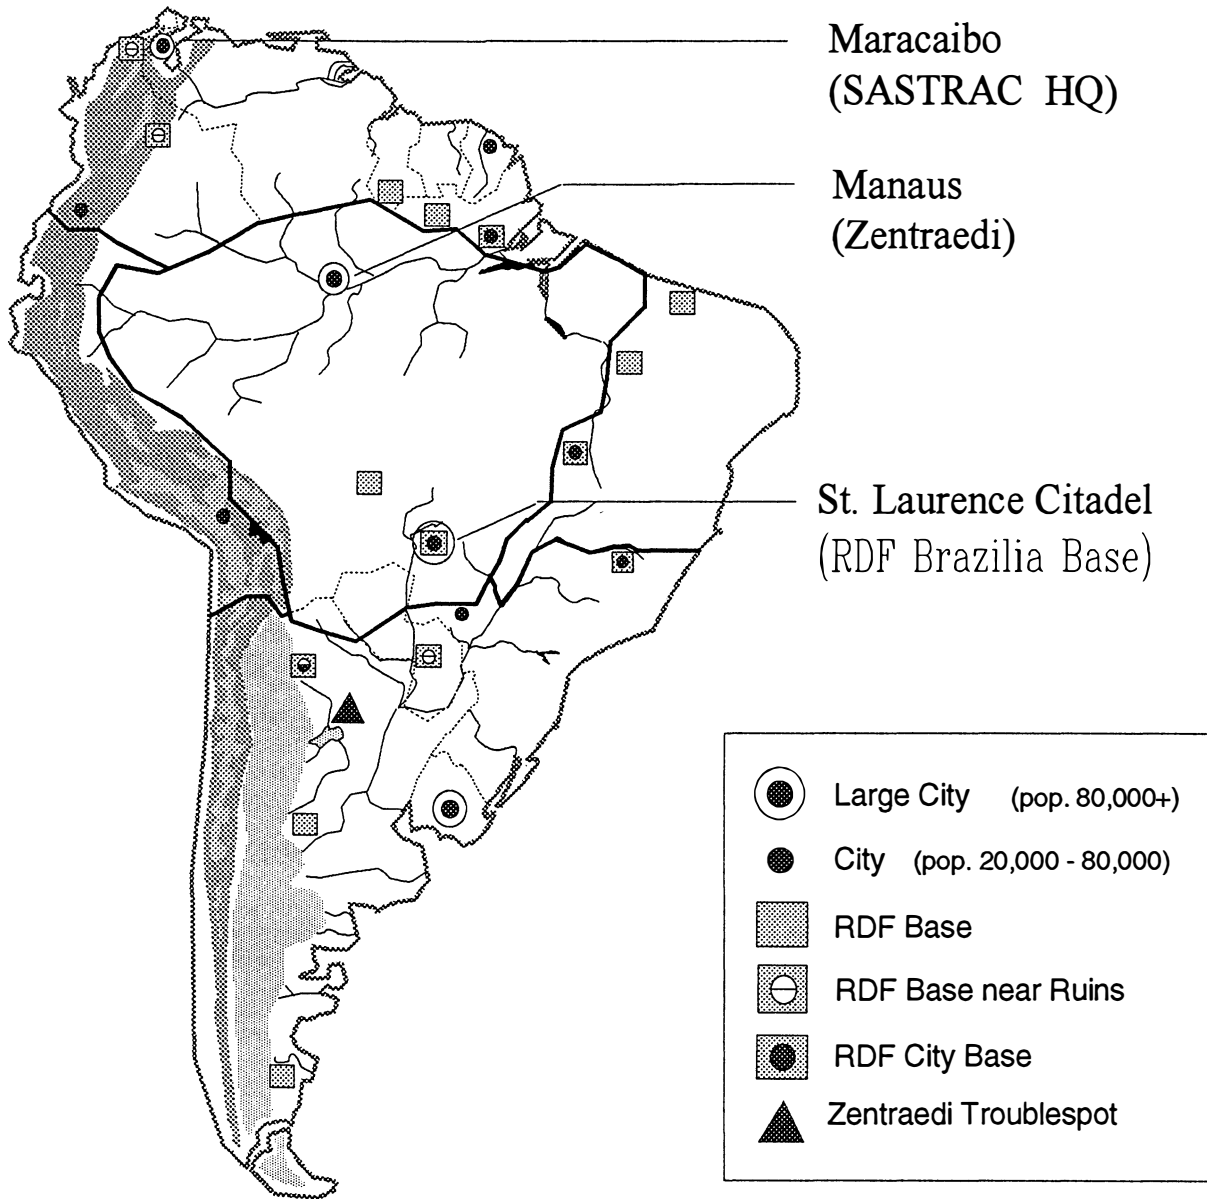 Maracaibo
(SASTRAC HQ)
Manaus
(Zentraedi)
St. Laurence Citadel
(RDF Brazilia Base)
Large City (pop. 80,000+)
City (pop. 20,000 - 80,000)
RDF Base
RDF Base near Ruins
RDF City Base
Zentraedi Troublespot